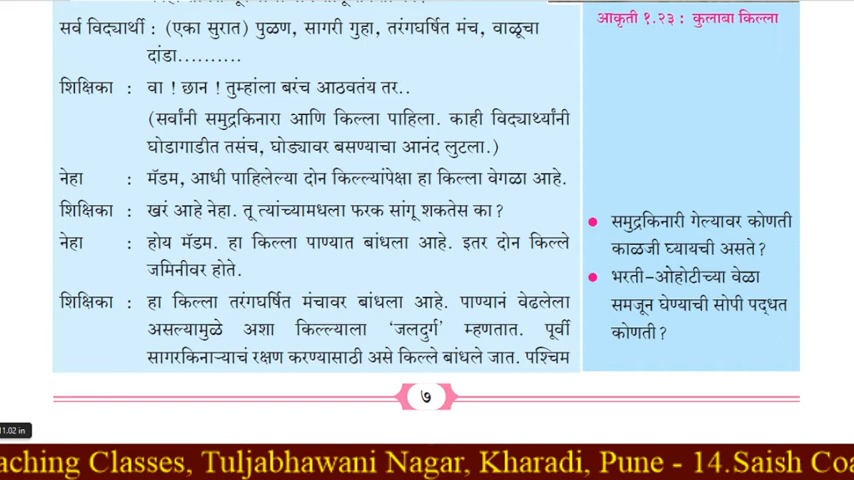 सर्व विद्यार्थी : (एका सुरात) पुळण, सागरी गुहा, तरंगघर्षित मंच, वाळूचा
दांडा..........
शिक्षिका : वा ! छान ! तुम्हांला बरंच आठवतंय तर..
(सर्वांनी समुद्रकिनारा आणि किल्ला पाहिला. काही विद्यार्थ्यांनी
घोडागाडीत तसंच, घोड्यावर बसण्याचा आनंद लुटला.)
नेहा : मॅडम, आधी पाहिलेल्या दोन किल्ल्यांपेक्षा हा किल्ला वेगळा आहे.
शिक्षिका : खरं आहे नेहा. तू त्यांच्यामधला फरक सांगू शकतेस का ?
नेहा : होय मॅडम. हा किल्ला पाण्यात बांधला आहे. इतर दोन किल्ले
जमिनीवर होते.
शिक्षिका : हा किल्ला तरंगघर्षित मंचावर बांधला आहे. पाण्यानं वेढलेला
असल्यामुळे अशा किल्ल्याला ‘जलदुर्ग’ म्हणतात. पूर्वी
सागरकिनाऱ्याचं रक्षण करण्यासाठी असे किल्ले बांधले जात. पश्चिम
आकृती १.२३ : कुलाबा किल्ला
● समुद्रकिनारी गेल्यावर कोणती
काळजी घ्यायची असते ?
● भरती-ओहोटीच्या वेळा
समजून घेण्याची सोपी पद्धत
कोणती ?
७
11.02 in
aching Classes, Tuljabhawani Nagar, Kharadi, Pune - 14.Saish Coa